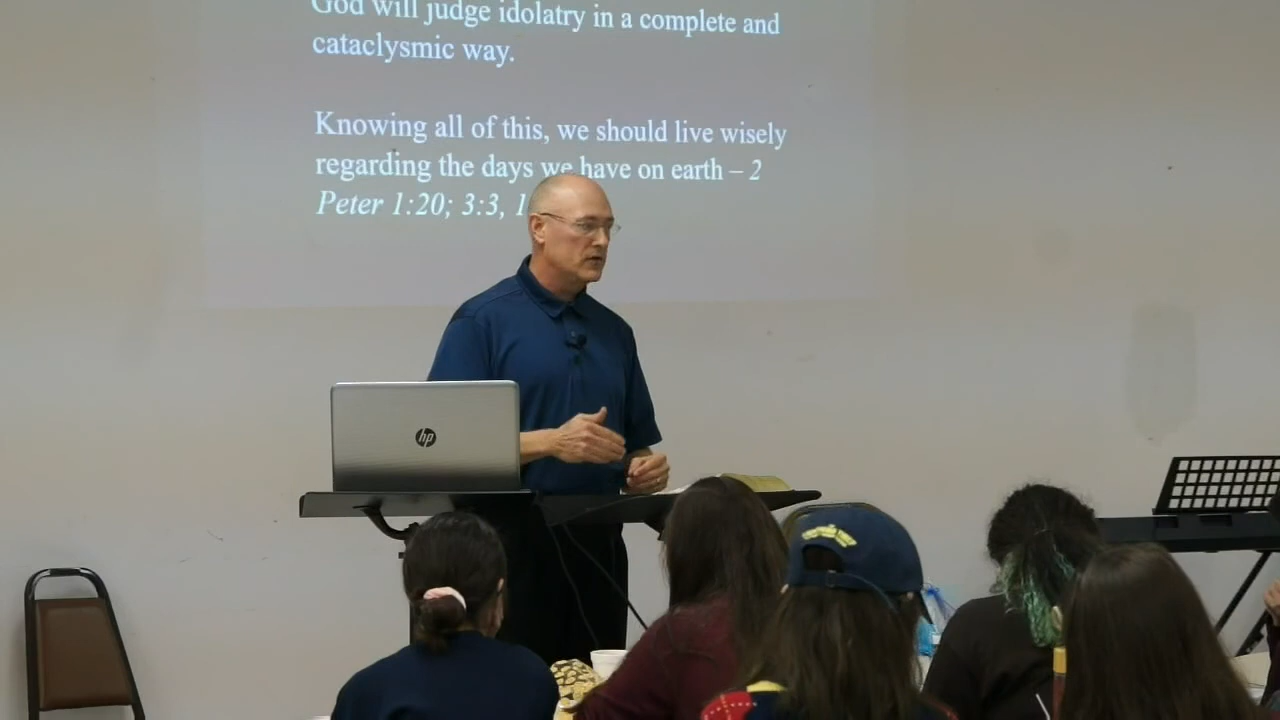 God will judge idolatry in a complete and
cataclysmic way.
Knowing all of this, we should live wisely
regarding the days we have on earth – 2
Peter 1:20; 3:3, 1
hp